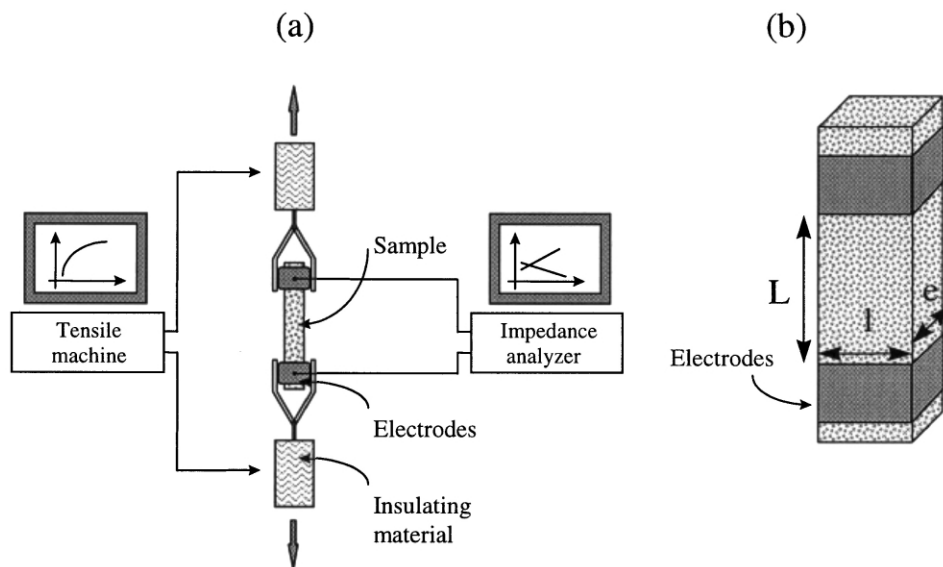 (a)
(b)
Sample
Tensile
machine
Impedance
analyzer
Electrodes
Insulating
material
L
l
e
Electrodes